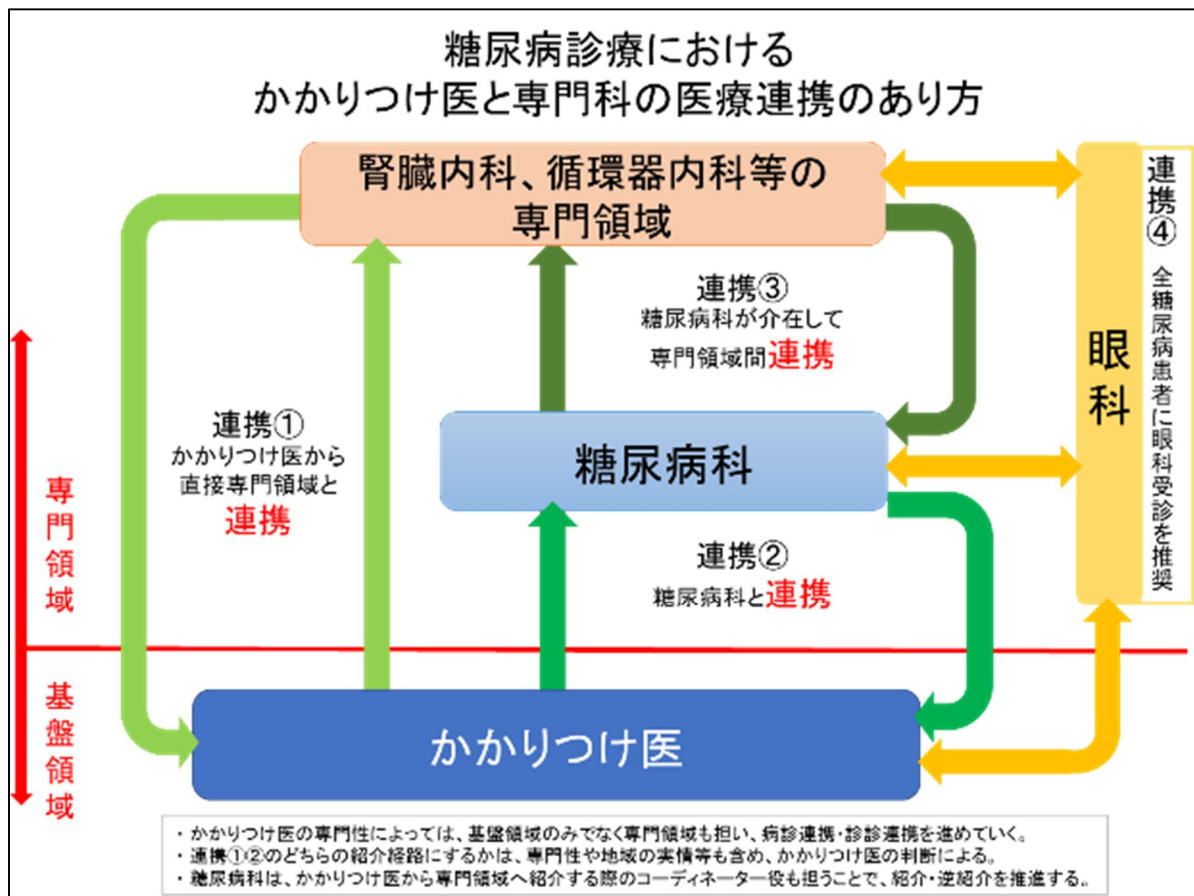 糖尿病診療における
かかりつけ医と専門科の医療連携のあり方
腎臓内科、循環器内科等の
専門領域
連携③
糖尿病科が介在して
専門領域間連携
連携①
かかりつけ医から
直接専門領域と
連携
糖尿病科
連携②
糖尿病科と連携
眼科
連携④ 全糖尿病患者に眼科受診を推奨
専門領域
基盤領域
かかりつけ医
・かかりつけ医の専門性によっては、基盤領域のみでなく専門領域も担い、病診連携・診診連携を進めていく。
・連携①②のどちらの紹介経路にするかは、専門性や地域の実情等も含め、かかりつけ医の判断による。
・糖尿病科は、かかりつけ医から専門領域へ紹介する際のコーディネーター役も担うことで、紹介・逆紹介を推進する。